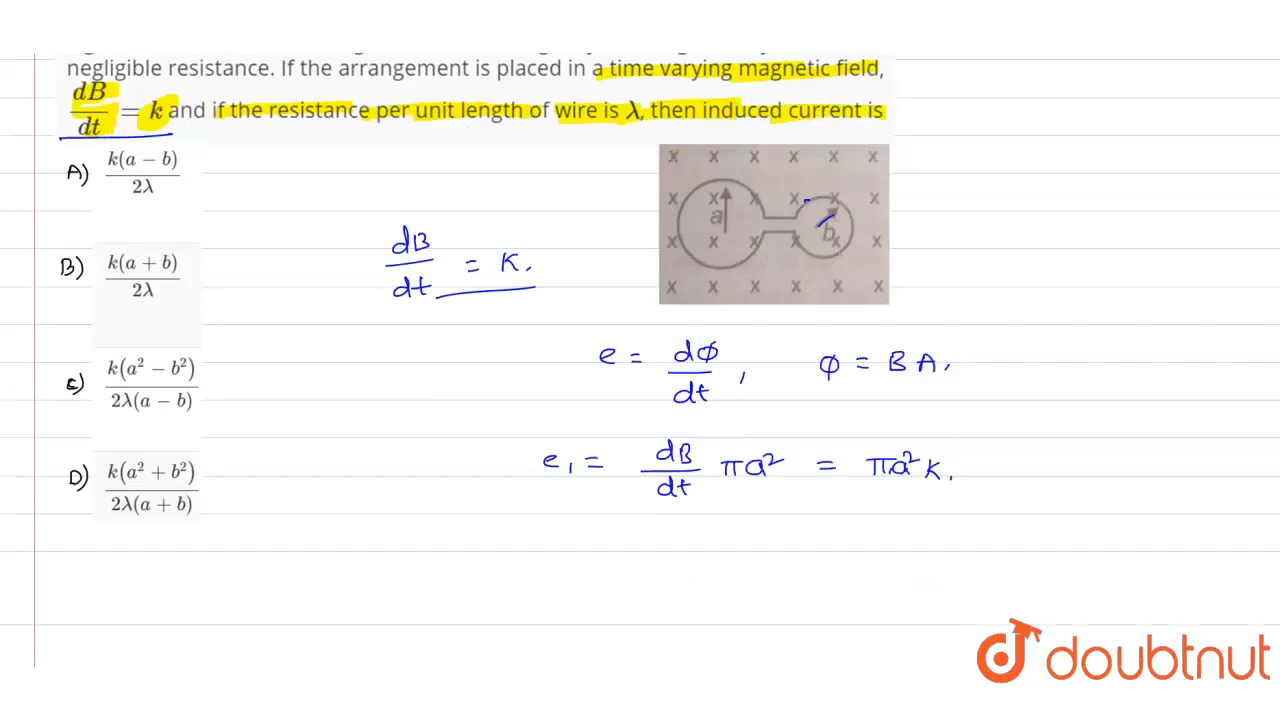 negligible resistance. If the arrangement is placed in a time varying magnetic field,
dB/dt = k and if the resistance per unit length of wire is λ, then induced current is
A) k(a − b)/2λ
B) k(a + b)/2λ
C) k(a² − b²)/2λ(a − b)
D) k(a² + b²)/2λ(a + b)
x x x x x x
x x x x x x
a b
x x x x x x
x x x x x x
dB/dt = K.
e = dφ/dt, φ = BA.
e₁ = dB/dt πa² = πa²K.
doubtnut